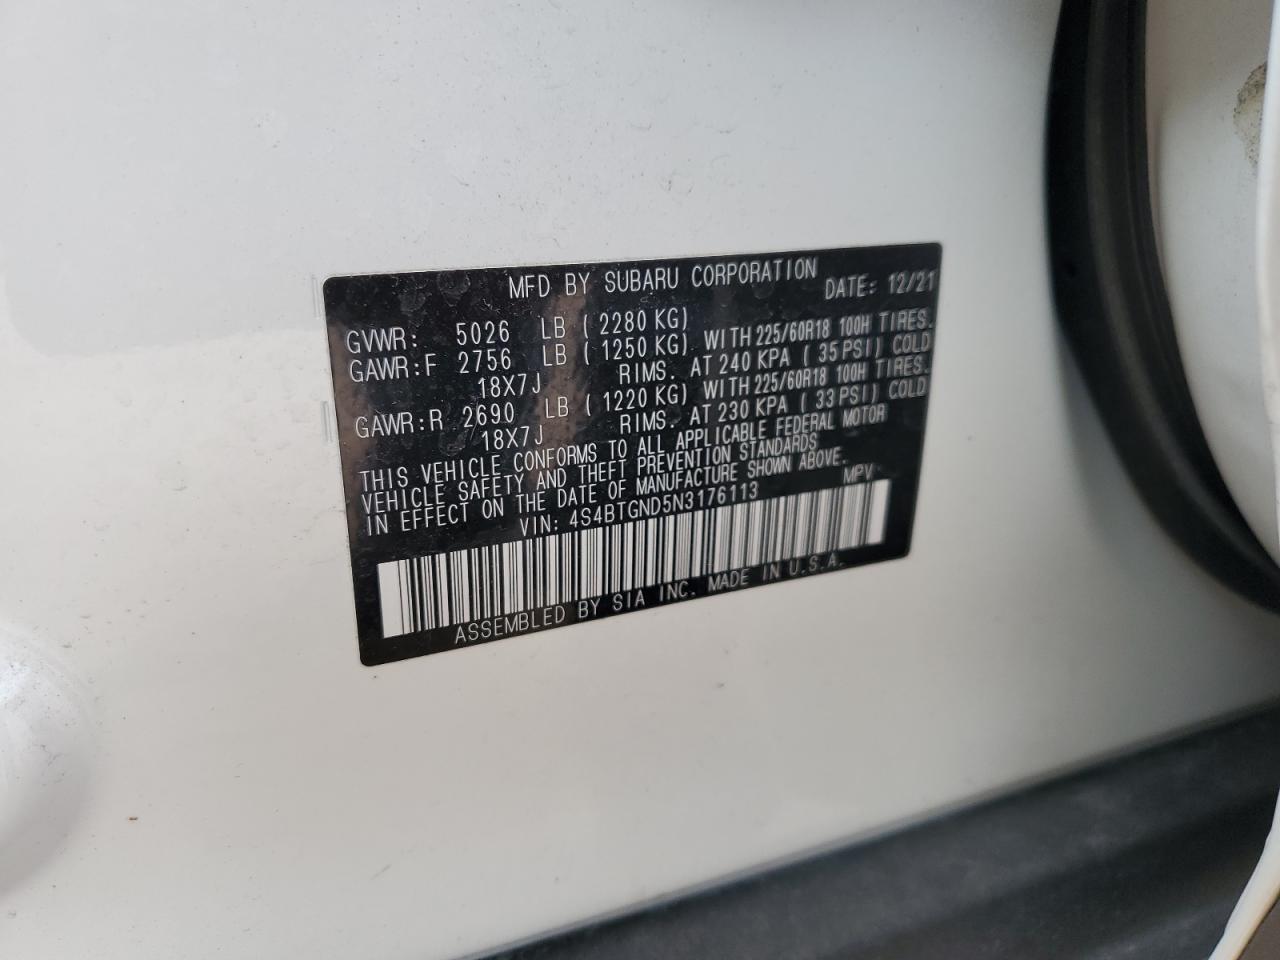 MFD BY SUBARU CORPORATION DATE: 12/21
GVWR: 5026 LB ( 2280 KG)
GAWR:F 2756 LB ( 1250 KG) WITH 225/60R18 100H TIRES.
18X7J RIMS. AT 240 KPA ( 35 PSI) COLD
GAWR:R 2690 LB ( 1220 KG) WITH 225/60R18 100H TIRES.
18X7J RIMS. AT 230 KPA ( 33 PSI) COLD
THIS VEHICLE CONFORMS TO ALL APPLICABLE FEDERAL MOTOR
VEHICLE SAFETY AND THEFT PREVENTION STANDARDS
IN EFFECT ON THE DATE OF MANUFACTURE SHOWN ABOVE.
VIN: 4S4BTGND5N3176113 MPV
ASSEMBLED BY SIA INC. MADE IN U.S.A.